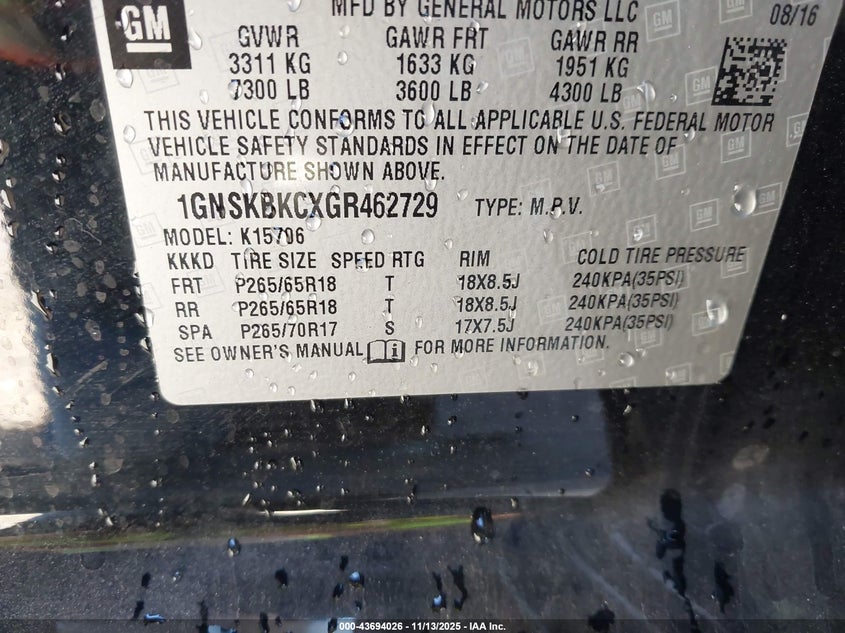 GM
MFD BY GENERAL MOTORS LLC 08/16
GVWR GAWR FRT GAWR RR
3311 KG 1633 KG 1951 KG
7300 LB 3600 LB 4300 LB
THIS VEHICLE CONFORMS TO ALL APPLICABLE U.S. FEDERAL MOTOR
VEHICLE SAFETY STANDARDS IN EFFECT ON THE DATE OF
MANUFACTURE SHOWN ABOVE.
1GNSKBKCXGR462729 TYPE: M.P.V.
MODEL: K15706
KKKD TIRE SIZE SPEED RTG RIM COLD TIRE PRESSURE
FRT P265/65R18 T 18X8.5J 240KPA(35PSI)
RR P265/65R18 T 18X8.5J 240KPA(35PSI)
SPA P265/70R17 S 17X7.5J 240KPA(35PSI)
SEE OWNER'S MANUAL FOR MORE INFORMATION.
000-43694026 - 11/13/2025 - IAA Inc.